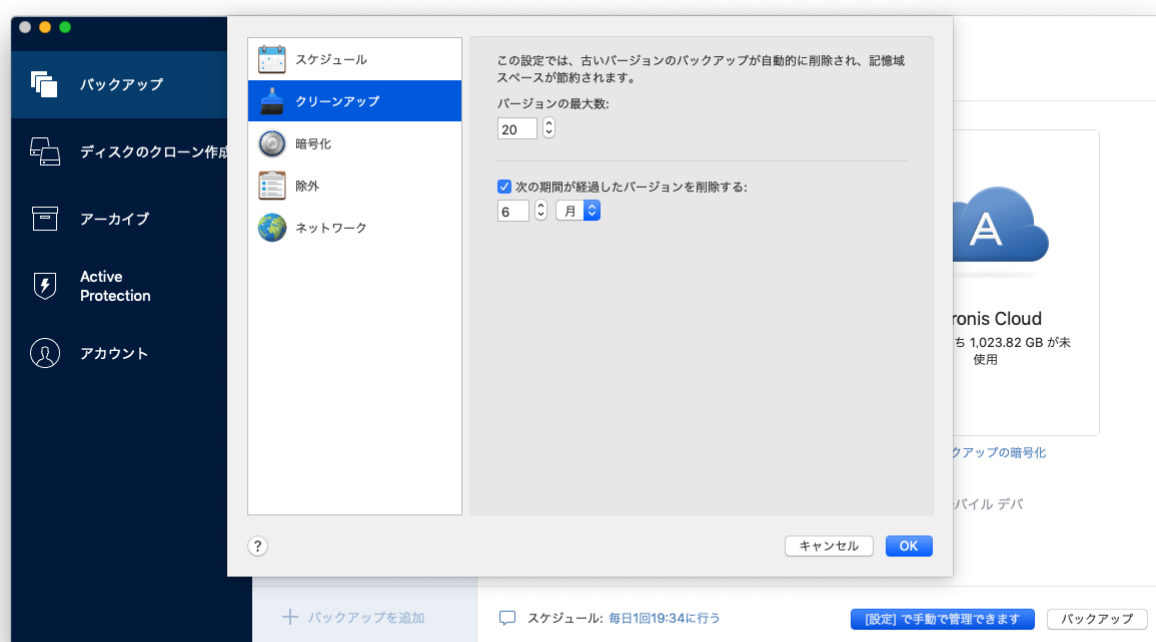 バックアップ
ディスクのクローン作成
アーカイブ
Active
Protection
アカウント
スケジュール
クリーンアップ
暗号化
除外
ネットワーク
この設定では、古いバージョンのバックアップが自動的に削除され、記憶域
スペースが節約されます。
バージョンの最大数:
20
次の期間が経過したバージョンを削除する:
6 月
?
キャンセル
OK
ronis Cloud
ち 1,023.82 GB が未
使用
クアップの暗号化
バイル デバ
バックアップを追加
スケジュール: 毎日1回19:34に行う
[設定] で手動で管理できます
バックアップ